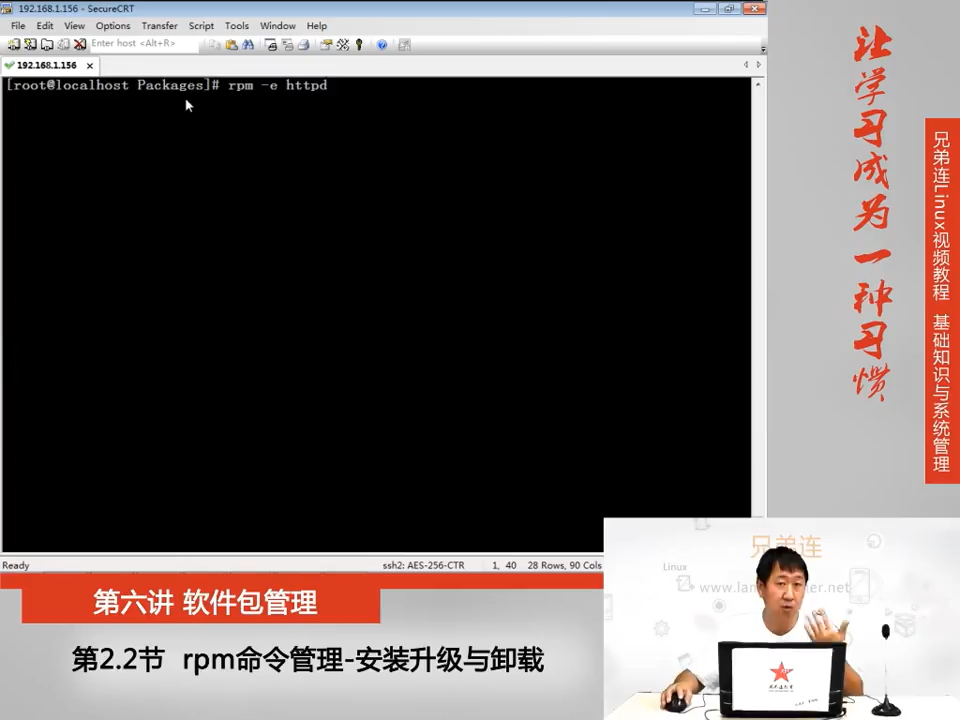 192.168.1.156 - SecureCRT
File Edit View Options Transfer Script Tools Window Help
Enter host <Alt+R>
192.168.1.156
[root@localhost Packages]# rpm -e httpd
Ready
ssh2: AES-256-CTR
1, 40
28 Rows, 90 Cols
让学习成为一种习惯
兄弟连Linux视频教程 基础知识与系统管理
兄弟连
Linux
第六讲 软件包管理
第2.2节 rpm命令管理-安装升级与卸载